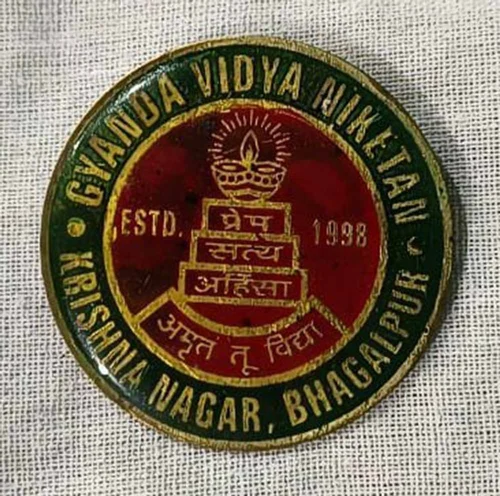 GYANDA VIDYA NIKETAN
ESTD. 1998
प्रेम
सत्य
अहिंसा
अमृतं तू विद्या
KRISHNA NAGAR, BHAGALPUR